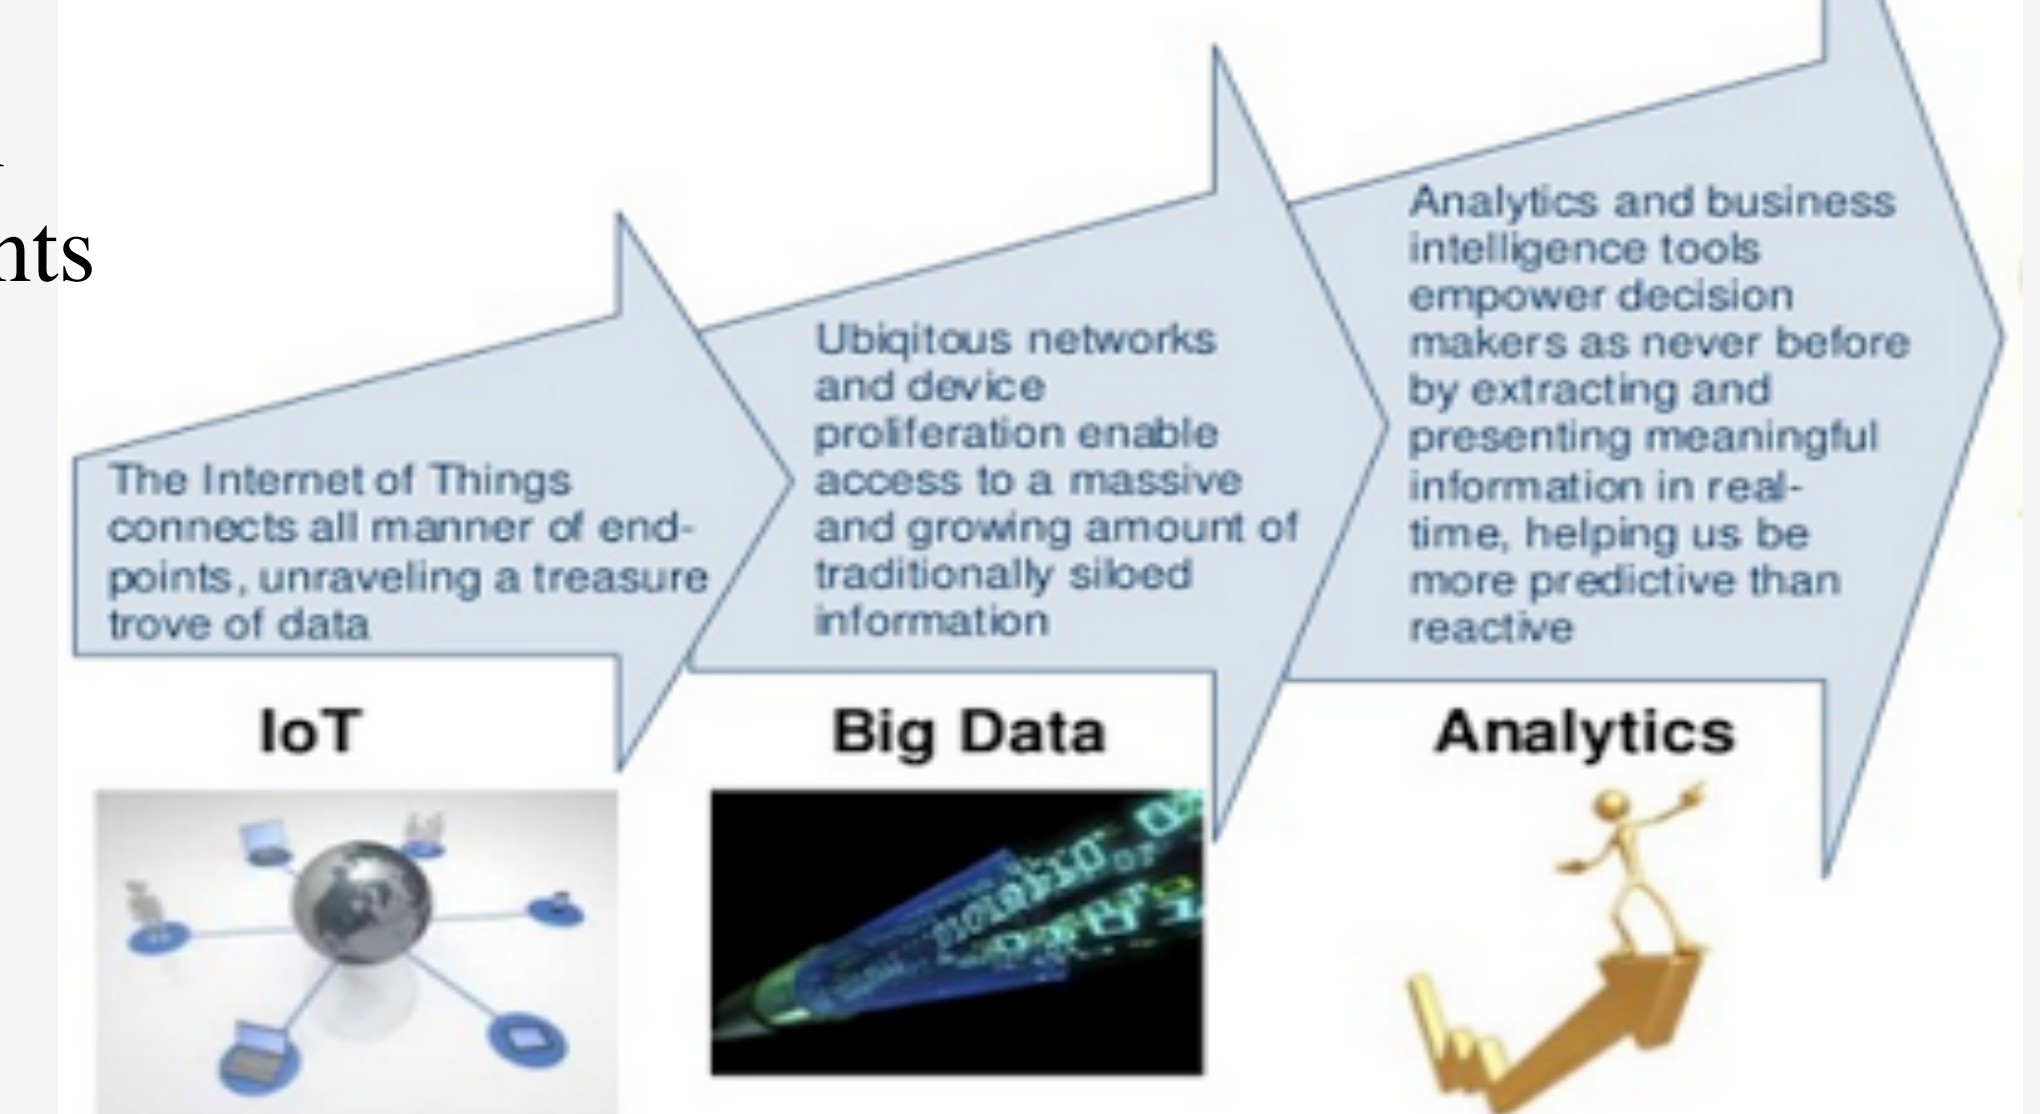 nts
The Internet of Things
connects all manner of end-
points, unraveling a treasure
trove of data
Ubiqitous networks
and device
proliferation enable
access to a massive
and growing amount of
traditionally siloed
information
Analytics and business
intelligence tools
empower decision
makers as never before
by extracting and
presenting meaningful
information in real-
time, helping us be
more predictive than
reactive
IoT
Big Data
Analytics